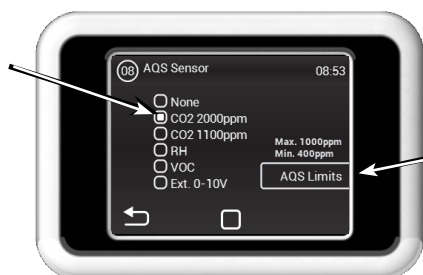 08 AQS Sensor 08:53
None
CO2 2000ppm
CO2 1100ppm
RH
VOC
Ext. 0-10V
Max. 1000ppm
Min. 400ppm
AQS Limits